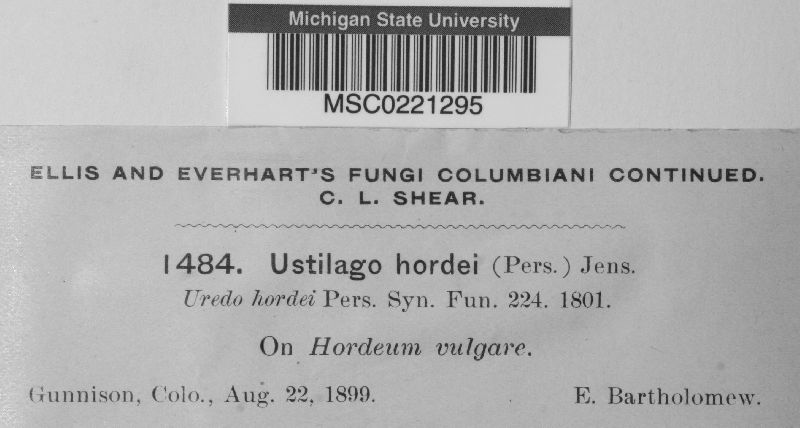 Michigan State University
MSC0221295
ELLIS AND EVERHART'S FUNGI COLUMBIANI CONTINUED.
C. L. SHEAR.
1484. Ustilago hordei (Pers.) Jens.
Uredo hordei Pers. Syn. Fun. 224. 1801.
On Hordeum vulgare.
Gunnison, Colo., Aug. 22, 1899. E. Bartholomew.